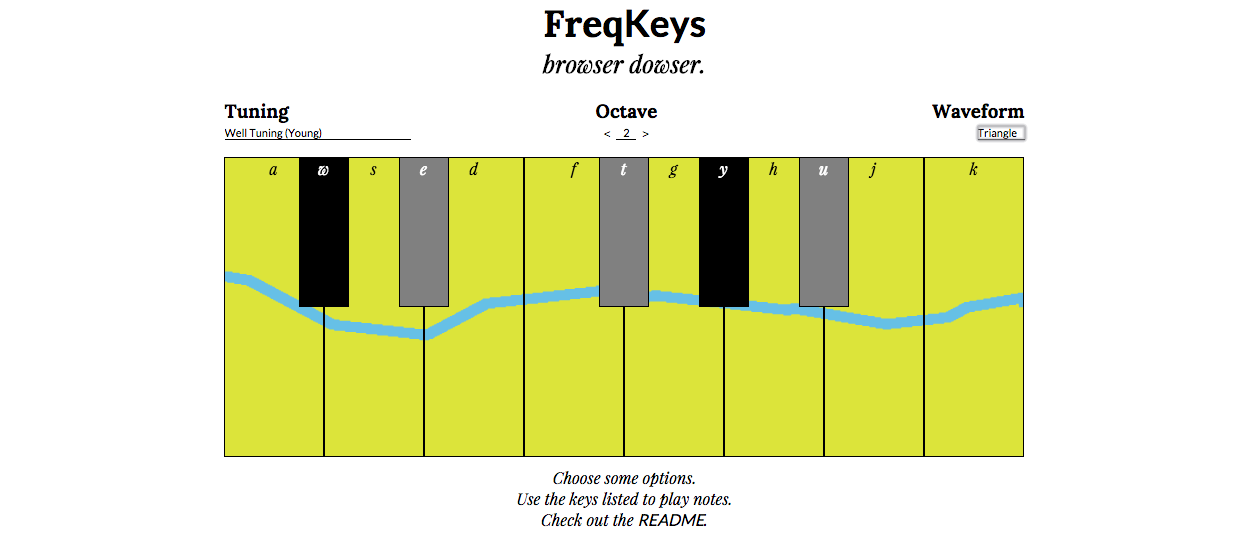 FreqKeys
browser dowser.
Tuning Octave Waveform
Well Tuning (Young) < 2 > Triangle
a w s e d f t g y h u j k
Choose some options.
Use the keys listed to play notes.
Check out the README.